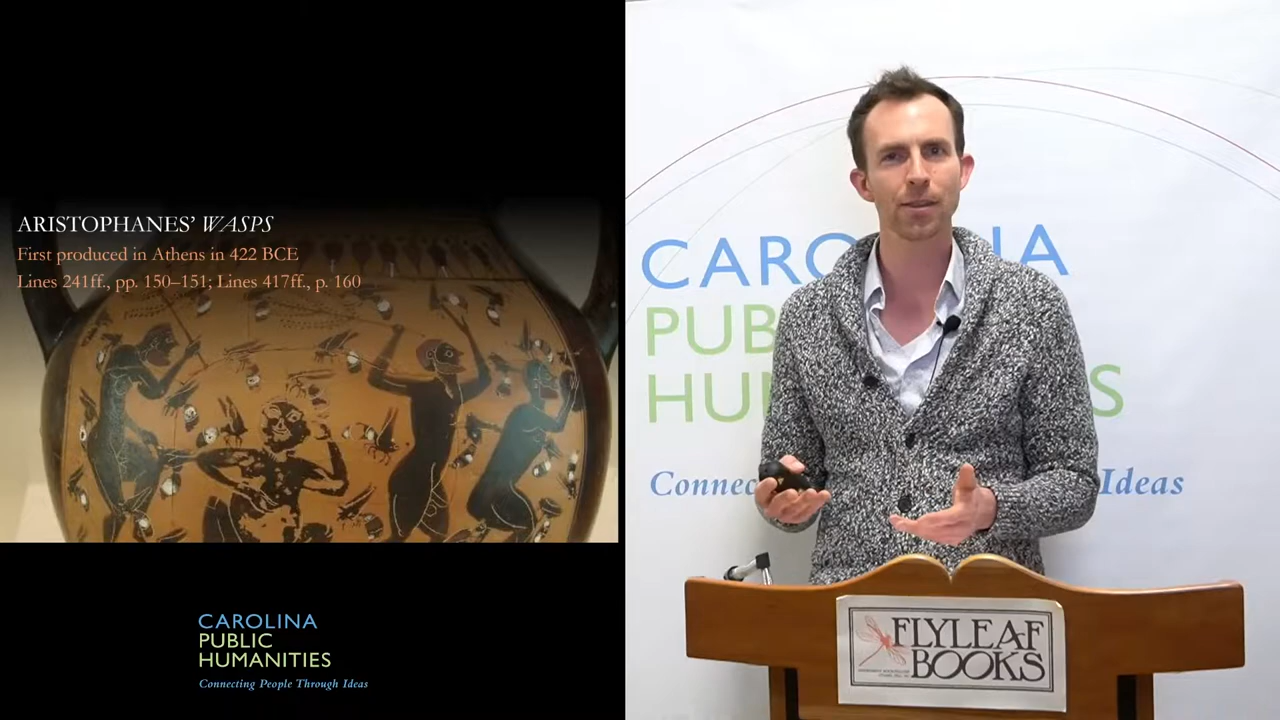 ARISTOPHANES' WASPS
First produced in Athens in 422 BCE
Lines 241ff., pp. 150–151; Lines 417ff., p. 160
CAROLINA
PUBLIC
HUMANITIES
Connecting People Through Ideas
CARO NA
PUB
HU S
Connec Ideas
FLYLEAF
BOOKS